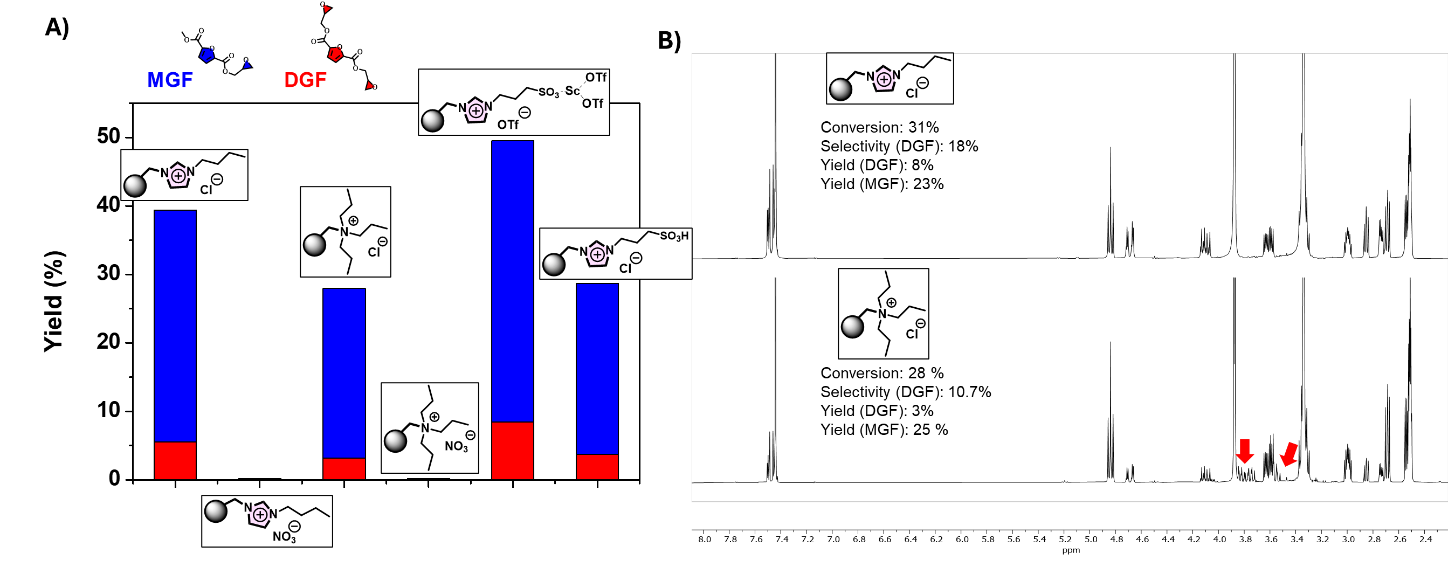 A)
MGF
DGF
O
O
O
O
O
O
O
O
O
O
O
O
Yield (%)
50
40
30
20
10
0
N
N
Cl
N
N
NO3
N
Cl
N
NO3
N
N
SO3
Sc
OTf
OTf
OTf
N
N
SO3H
Cl
B)
N
N
Cl
Conversion: 31%
Selectivity (DGF): 18%
Yield (DGF): 8%
Yield (MGF): 23%
N
Cl
Conversion: 28 %
Selectivity (DGF): 10.7%
Yield (DGF): 3%
Yield (MGF): 25 %
8.0 7.8 7.6 7.4 7.2 7.0 6.8 6.6 6.4 6.2 6.0 5.8 5.6 5.4 5.2 5.0 4.8 4.6 4.4 4.2 4.0 3.8 3.6 3.4 3.2 3.0 2.8 2.6 2.4
ppm